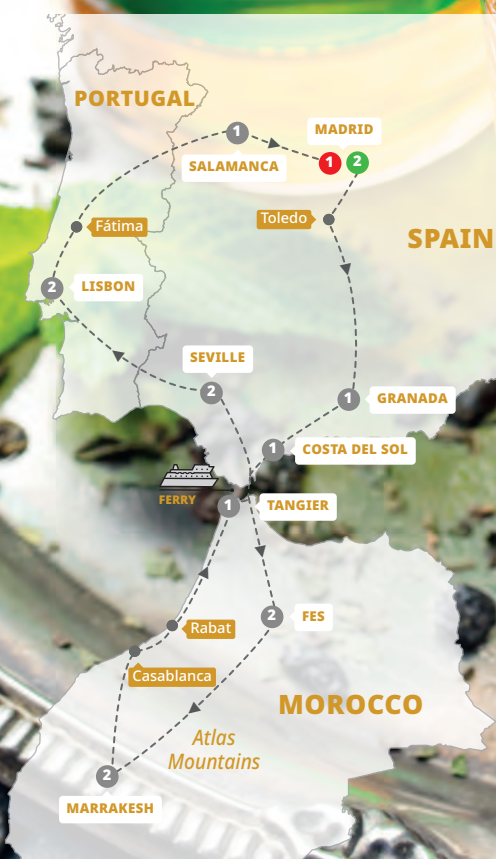 PORTUGAL
1
MADRID
SALAMANCA
1 2
Toledo
Fátima
SPAIN
2 LISBON
SEVILLE
2
1 GRANADA
1 COSTA DEL SOL
FERRY
1 TANGIER
2 FES
Rabat
Casablanca
MOROCCO
Atlas
Mountains
2
MARRAKESH